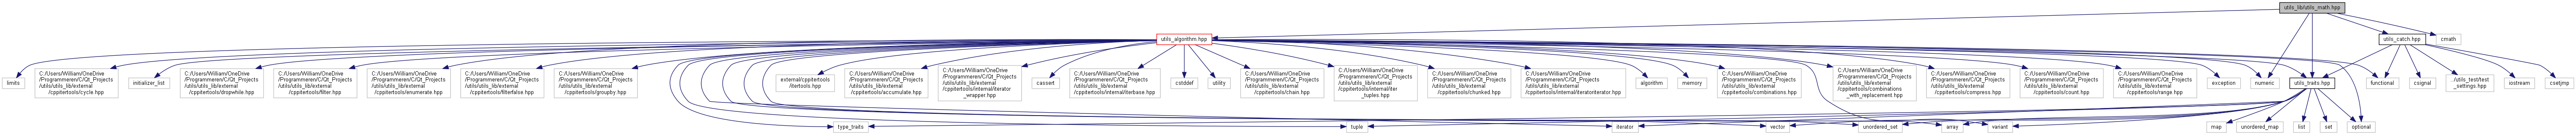 utils_lib/utils_math.hpp
utils_algorithm.hpp
utils_catch.hpp
cmath
limits
C:/Users/William/OneDrive
/Programmeren/C/Qt_Projects
/utils/utils_lib/external
/cppitertools/cycle.hpp
initializer_list
C:/Users/William/OneDrive
/Programmeren/C/Qt_Projects
/utils/utils_lib/external
/cppitertools/dropwhile.hpp
C:/Users/William/OneDrive
/Programmeren/C/Qt_Projects
/utils/utils_lib/external
/cppitertools/filter.hpp
C:/Users/William/OneDrive
/Programmeren/C/Qt_Projects
/utils/utils_lib/external
/cppitertools/enumerate.hpp
C:/Users/William/OneDrive
/Programmeren/C/Qt_Projects
/utils/utils_lib/external
/cppitertools/filterfalse.hpp
C:/Users/William/OneDrive
/Programmeren/C/Qt_Projects
/utils/utils_lib/external
/cppitertools/groupby.hpp
external/cppitertools
/itertools.hpp
C:/Users/William/OneDrive
/Programmeren/C/Qt_Projects
/utils/utils_lib/external
/cppitertools/accumulate.hpp
C:/Users/William/OneDrive
/Programmeren/C/Qt_Projects
/utils/utils_lib/external
/cppitertools/internal/iterator
_wrapper.hpp
cassert
C:/Users/William/OneDrive
/Programmeren/C/Qt_Projects
/utils/utils_lib/external
/cppitertools/internal/iterbase.hpp
cstddef
utility
C:/Users/William/OneDrive
/Programmeren/C/Qt_Projects
/utils/utils_lib/external
/cppitertools/chain.hpp
C:/Users/William/OneDrive
/Programmeren/C/Qt_Projects
/utils/utils_lib/external
/cppitertools/internal/iter
_tuples.hpp
C:/Users/William/OneDrive
/Programmeren/C/Qt_Projects
/utils/utils_lib/external
/cppitertools/chunked.hpp
C:/Users/William/OneDrive
/Programmeren/C/Qt_Projects
/utils/utils_lib/external
/cppitertools/internal/iteratoriterator.hpp
algorithm
memory
C:/Users/William/OneDrive
/Programmeren/C/Qt_Projects
/utils/utils_lib/external
/cppitertools/combinations.hpp
C:/Users/William/OneDrive
/Programmeren/C/Qt_Projects
/utils/utils_lib/external
/cppitertools/combinations
_with_replacement.hpp
C:/Users/William/OneDrive
/Programmeren/C/Qt_Projects
/utils/utils_lib/external
/cppitertools/compress.hpp
C:/Users/William/OneDrive
/Programmeren/C/Qt_Projects
/utils/utils_lib/external
/cppitertools/count.hpp
C:/Users/William/OneDrive
/Programmeren/C/Qt_Projects
/utils/utils_lib/external
/cppitertools/range.hpp
exception
numeric
utils_traits.hpp
functional
csignal
../utils_test/test
_settings.hpp
iostream
csetjmp
type_traits
tuple
iterator
vector
unordered_set
array
variant
map
unordered_map
list
set
optional